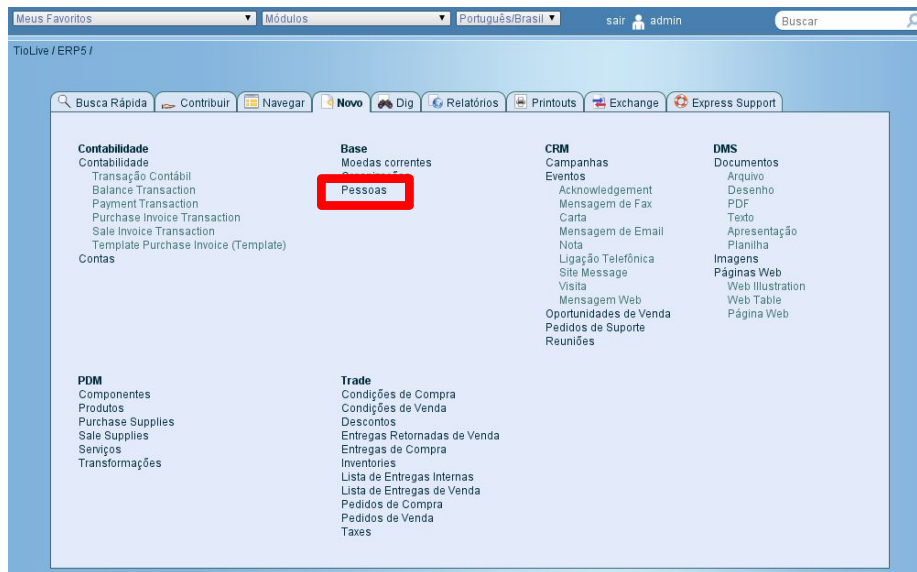 Meus Favoritos Módulos Português/Brasil sair admin Buscar
TioLive / ERP5 /
Busca Rápida Contribuir Navegar Novo Dig Relatórios Printouts Exchange Express Support
Contabilidade
Contabilidade
Transação Contábil
Balance Transaction
Payment Transaction
Purchase Invoice Transaction
Sale Invoice Transaction
Template Purchase Invoice (Template)
Contas
Base
Moedas correntes
Pessoas
CRM
Campanhas
Eventos
Acknowledgement
Mensagem de Fax
Carta
Mensagem de Email
Nota
Ligação Telefônica
Site Message
Visita
Mensagem Web
Oportunidades de Venda
Pedidos de Suporte
Reuniões
DMS
Documentos
Arquivo
Desenho
PDF
Texto
Apresentação
Planilha
Imagens
Páginas Web
Web Illustration
Web Table
Página Web
PDM
Componentes
Produtos
Purchase Supplies
Sale Supplies
Serviços
Transformações
Trade
Condições de Compra
Condições de Venda
Descontos
Entregas Retornadas de Venda
Entregas de Compra
Inventories
Lista de Entregas Internas
Lista de Entregas de Venda
Pedidos de Compra
Pedidos de Venda
Taxes